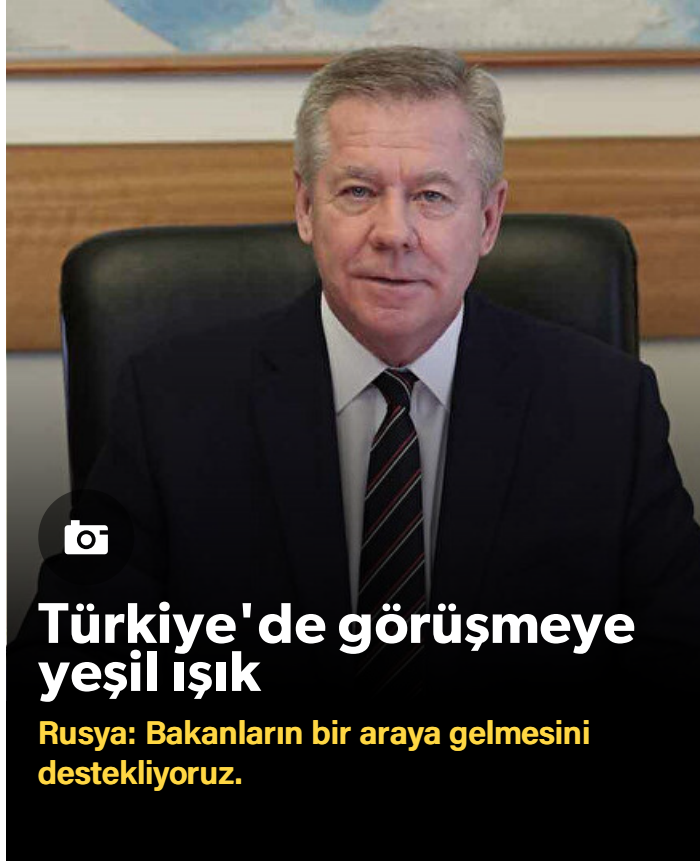 Türkiye'de görüşmeye
yeşil ışık
Rusya: Bakanların bir araya gelmesini
destekliyoruz.